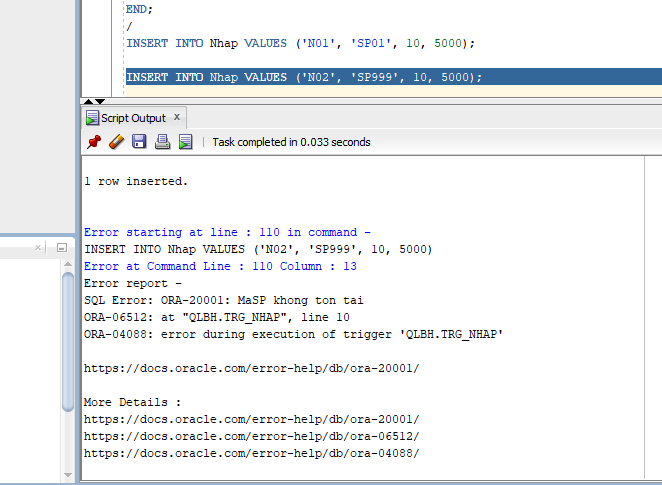 END;
/
INSERT INTO Nhap VALUES ('N01', 'SP01', 10, 5000);
INSERT INTO Nhap VALUES ('N02', 'SP999', 10, 5000);
Script Output x
Task completed in 0.033 seconds
1 row inserted.
Error starting at line : 110 in command -
INSERT INTO Nhap VALUES ('N02', 'SP999', 10, 5000)
Error at Command Line : 110 Column : 13
Error report -
SQL Error: ORA-20001: MaSP khong ton tai
ORA-06512: at "QLBH.TRG_NHAP", line 10
ORA-04088: error during execution of trigger 'QLBH.TRG_NHAP'
https://docs.oracle.com/error-help/db/ora-20001/
More Details :
https://docs.oracle.com/error-help/db/ora-20001/
https://docs.oracle.com/error-help/db/ora-06512/
https://docs.oracle.com/error-help/db/ora-04088/